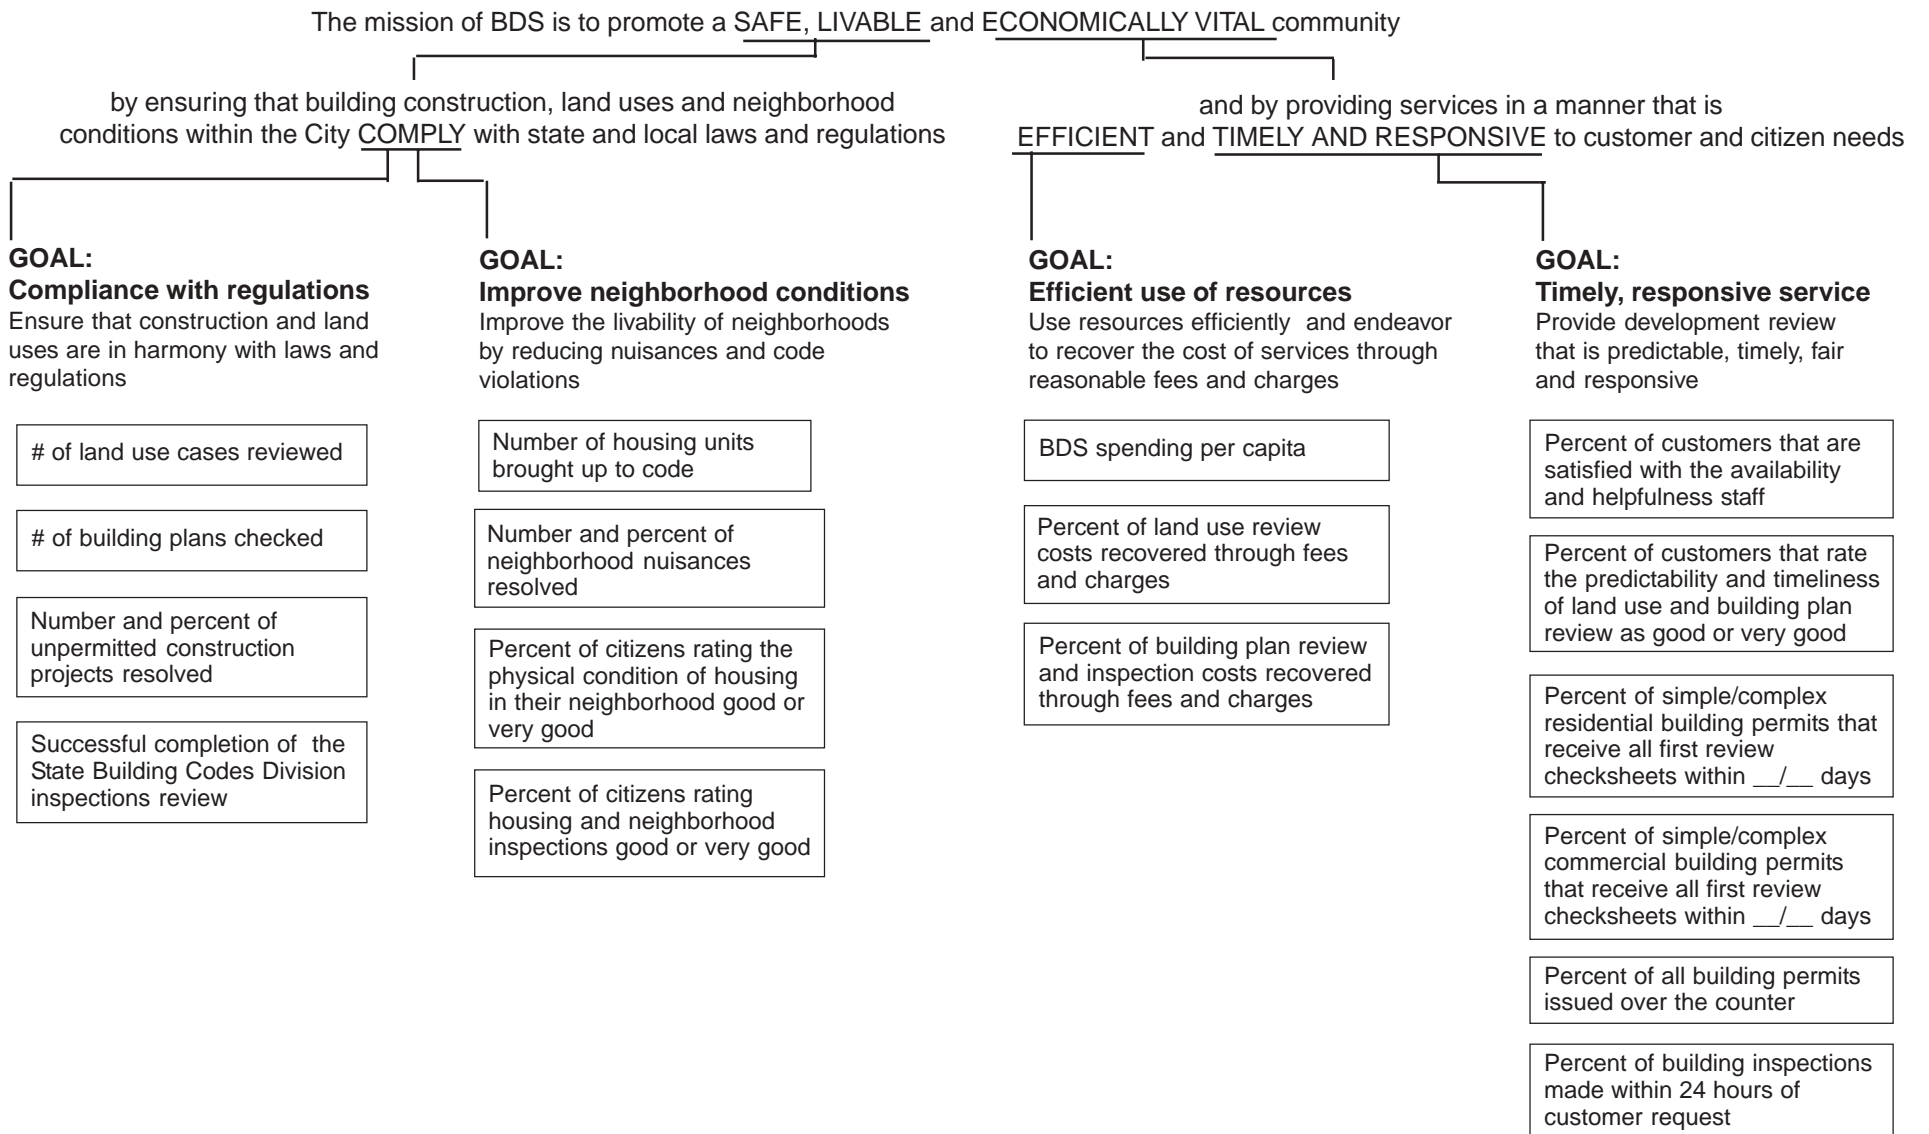 The mission of BDS is to promote a SAFE, LIVABLE and ECONOMICALLY VITAL community
by ensuring that building construction, land uses and neighborhood
conditions within the City COMPLY with state and local laws and regulations
and by providing services in a manner that is
EFFICIENT and TIMELY AND RESPONSIVE to customer and citizen needs
GOAL:
Compliance with regulations
Ensure that construction and land
uses are in harmony with laws and
regulations
# of land use cases reviewed
# of building plans checked
Number and percent of
unpermitted construction
projects resolved
Successful completion of the
State Building Codes Division
inspections review
GOAL:
Improve neighborhood conditions
Improve the livability of neighborhoods
by reducing nuisances and code
violations
Number of housing units
brought up to code
Number and percent of
neighborhood nuisances
resolved
Percent of citizens rating the
physical condition of housing
in their neighborhood good or
very good
Percent of citizens rating
housing and neighborhood
inspections good or very good
GOAL:
Efficient use of resources
Use resources efficiently and endeavor
to recover the cost of services through
reasonable fees and charges
BDS spending per capita
Percent of land use review
costs recovered through fees
and charges
Percent of building plan review
and inspection costs recovered
through fees and charges
GOAL:
Timely, responsive service
Provide development review
that is predictable, timely, fair
and responsive
Percent of customers that are
satisfied with the availability
and helpfulness staff
Percent of customers that rate
the predictability and timeliness
of land use and building plan
review as good or very good
Percent of simple/complex
residential building permits that
receive all first review
checksheets within __/__ days
Percent of simple/complex
commercial building permits
that receive all first review
checksheets within __/__ days
Percent of all building permits
issued over the counter
Percent of building inspections
made within 24 hours of
customer request